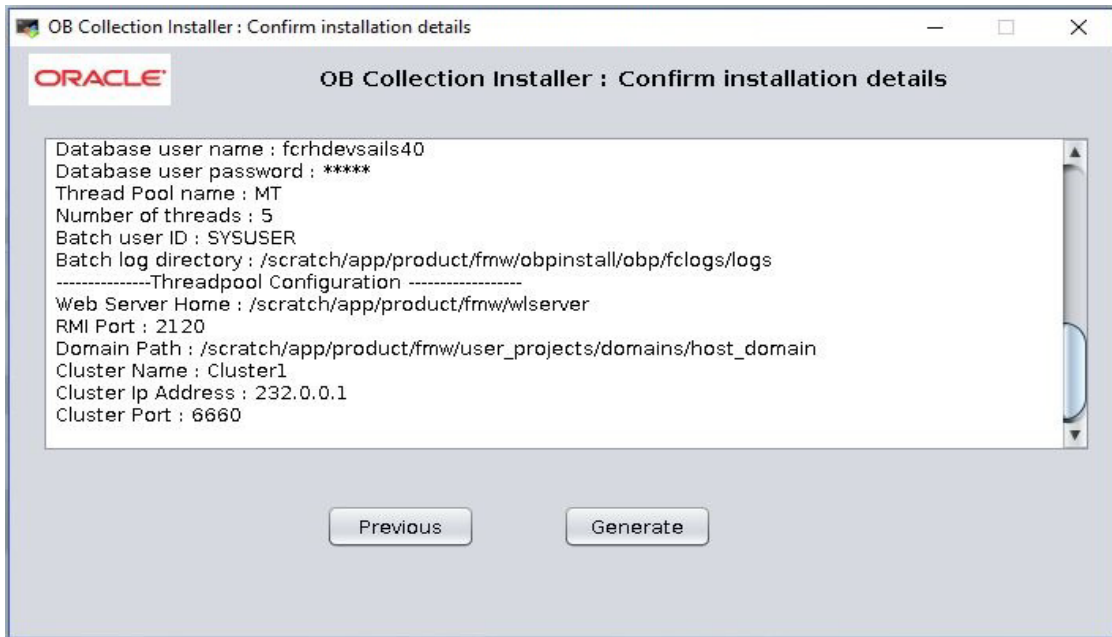 OB Collection Installer : Confirm installation details
ORACLE
OB Collection Installer : Confirm installation details
Database user name : fcrhdevsails40
Database user password : *****
Thread Pool name : MT
Number of threads : 5
Batch user ID : SYSUSER
Batch log directory : /scratch/app/product/fmw/obpinstall/obp/fclogs/logs
---------------Threadpool Configuration ------------------
Web Server Home : /scratch/app/product/fmw/wlserver
RMI Port : 2120
Domain Path : /scratch/app/product/fmw/user_projects/domains/host_domain
Cluster Name : Cluster1
Cluster Ip Address : 232.0.0.1
Cluster Port : 6660
Previous
Generate